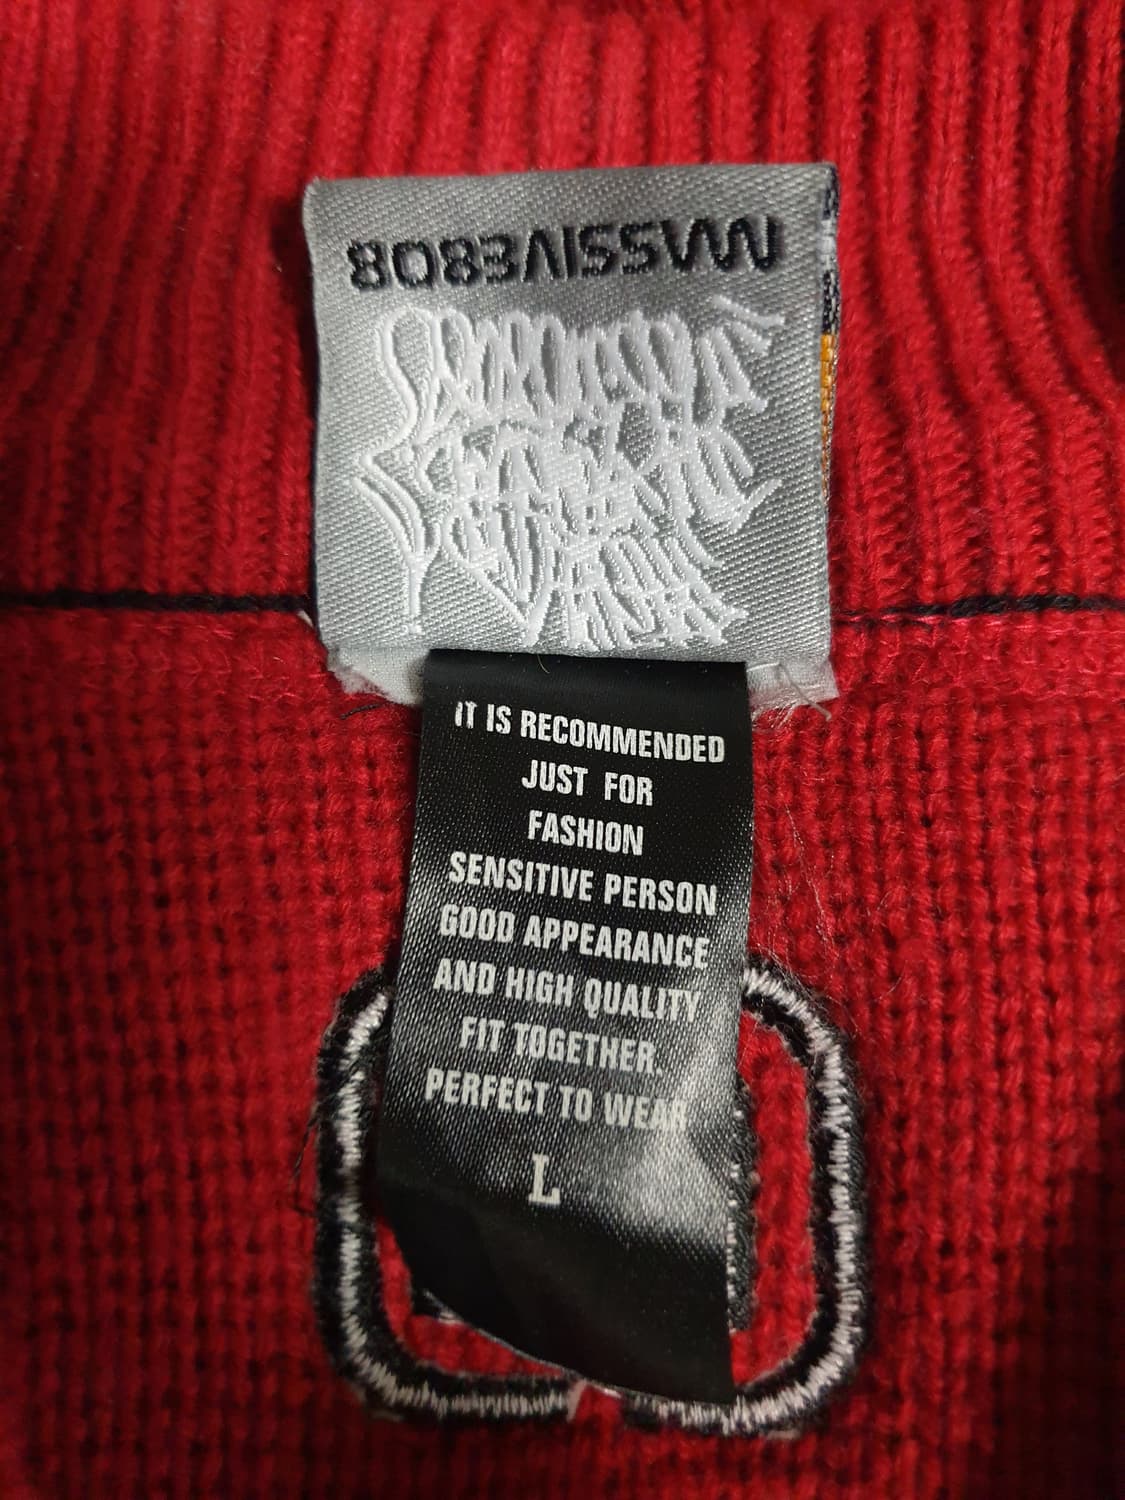 MASSIVE808
IT IS RECOMMENDED
JUST FOR
FASHION
SENSITIVE PERSON
GOOD APPEARANCE
AND HIGH QUALITY
FIT TOGETHER.
PERFECT TO WEAR
L